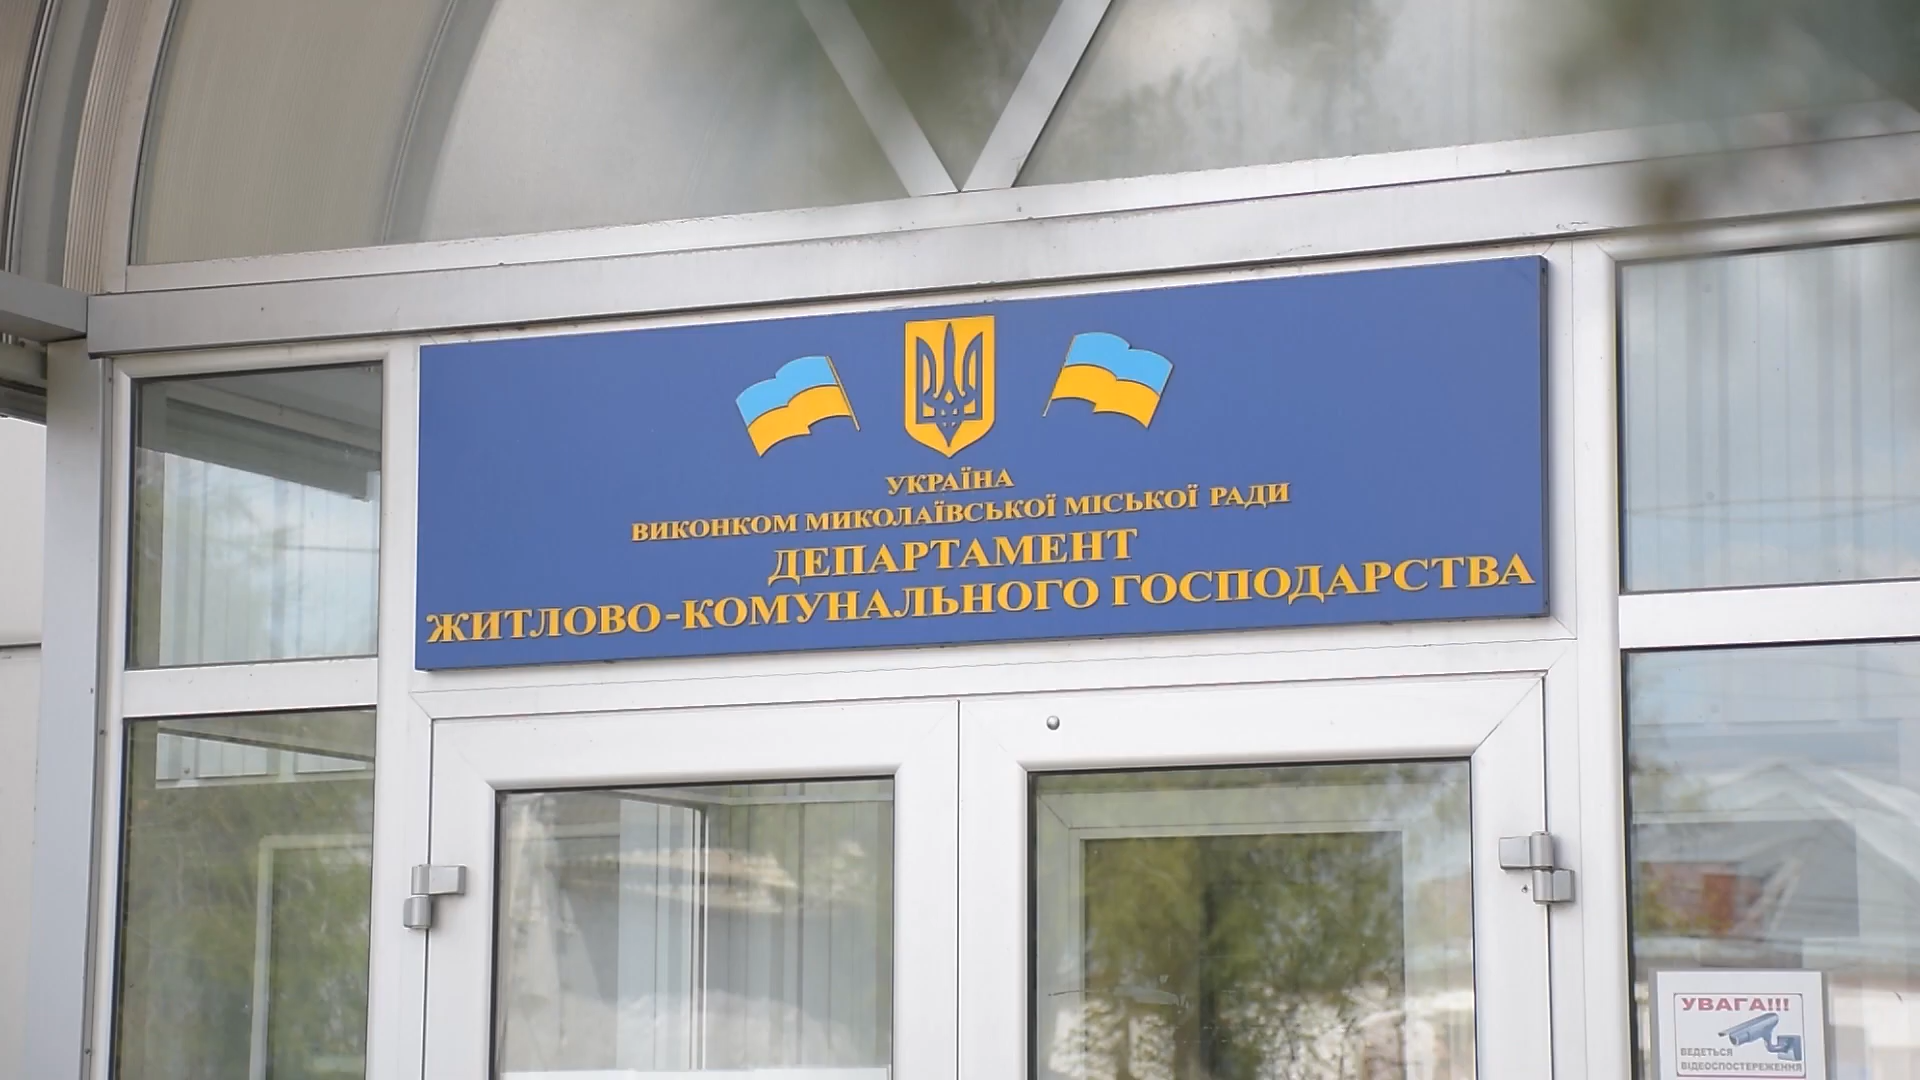 УКРАЇНА
ВИКОНКОМ МИКОЛАЇВСЬКОЇ МІСЬКОЇ РАДИ
ДЕПАРТАМЕНТ
ЖИТЛОВО-КОМУНАЛЬНОГО ГОСПОДАРСТВА
УВАГА!!!
ВЕДЕТЬСЯ
ВІДЕОСПОСТЕРЕЖЕННЯ